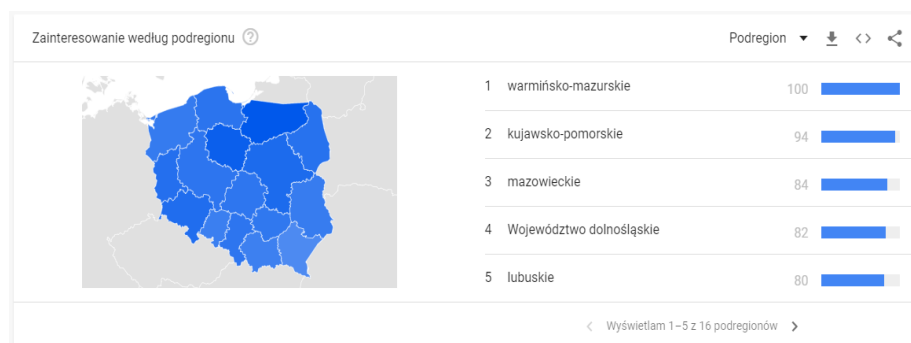 Zainteresowanie według podregionu ?
Podregion
1 warmińsko-mazurskie 100
2 kujawsko-pomorskie 94
3 mazowieckie 84
4 Województwo dolnośląskie 82
5 lubuskie 80
Wyświetlam 1–5 z 16 podregionów